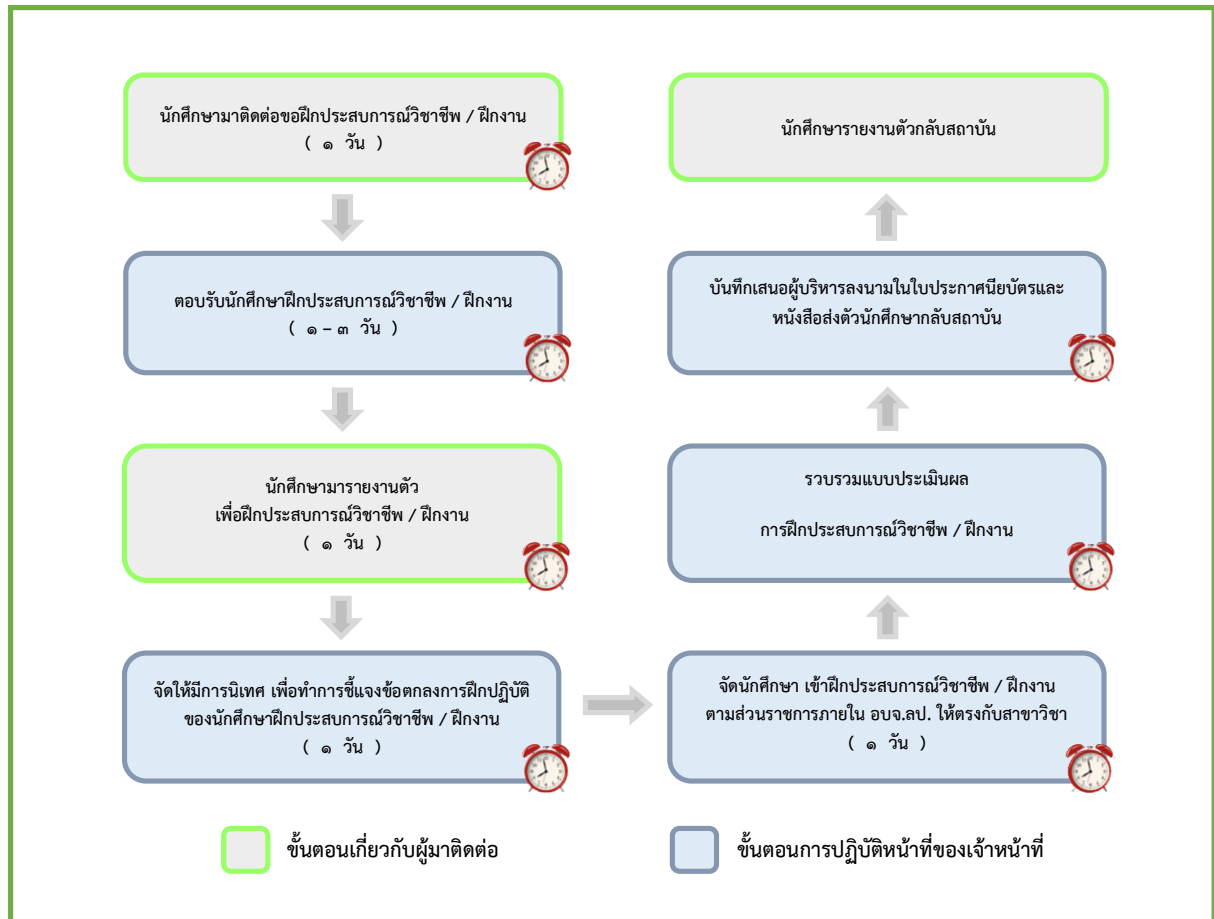 นักศึกษามาติดต่อขอฝึกประสบการณ์วิชาชีพ / ฝึกงาน
( ๑ วัน )
ตอบรับนักศึกษาฝึกประสบการณ์วิชาชีพ / ฝึกงาน
( ๑ – ๓ วัน )
นักศึกษามารายงานตัว
เพื่อฝึกประสบการณ์วิชาชีพ / ฝึกงาน
( ๑ วัน )
จัดให้มีการนิเทศ เพื่อทำการชี้แจงข้อตกลงการฝึกปฏิบัติ
ของนักศึกษาฝึกประสบการณ์วิชาชีพ / ฝึกงาน
( ๑ วัน )
จัดนักศึกษา เข้าฝึกประสบการณ์วิชาชีพ / ฝึกงาน
ตามส่วนราชการภายใน อบจ.ลป. ให้ตรงกับสาขาวิชา
( ๑ วัน )
รวบรวมแบบประเมินผล
การฝึกประสบการณ์วิชาชีพ / ฝึกงาน
บันทึกเสนอผู้บริหารลงนามในใบประกาศนียบัตรและ
หนังสือส่งตัวนักศึกษากลับสถาบัน
นักศึกษารายงานตัวกลับสถาบัน
ขั้นตอนเกี่ยวกับผู้มาติดต่อ
ขั้นตอนการปฏิบัติหน้าที่ของเจ้าหน้าที่